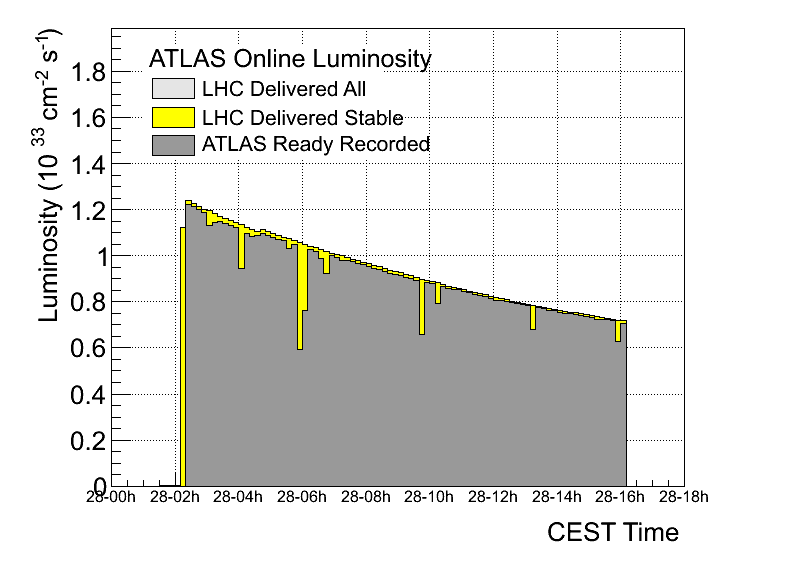 ATLAS Online Luminosity
LHC Delivered All
LHC Delivered Stable
ATLAS Ready Recorded
Luminosity (10 33 cm-2 s-1)
1.8
1.6
1.4
1.2
1
0.8
0.6
0.4
0.2
0
28-00h 28-02h 28-04h 28-06h 28-08h 28-10h 28-12h 28-14h 28-16h 28-18h
CEST Time